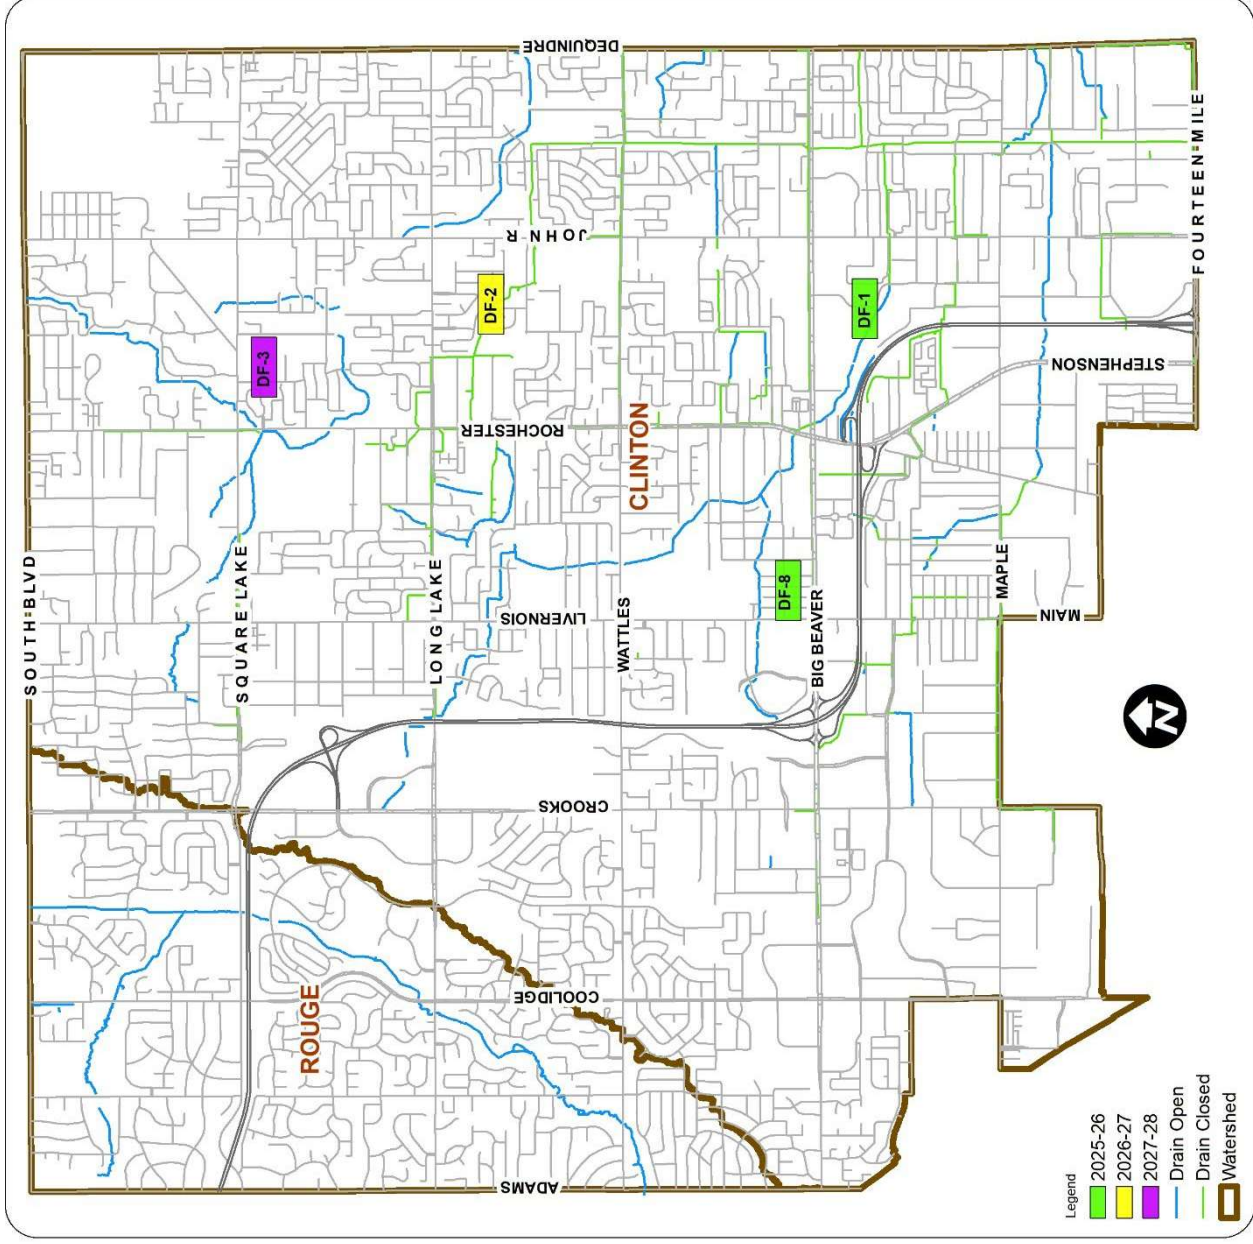 SOUTH BLVD
SQUARE LAKE
LONG LAKE
WATTLES
BIG BEAVER
MAPLE
FOURTEEN MILE
ADAMS
COOLIDGE
CROOKS
LIVERNOIS
MAIN
ROCHESTER
STEPHENSON
JOHN R
DEQUINDRE
ROUGE
CLINTON
DF-3
DF-2
DF-1
DF-8
N
Legend
2025-26
2026-27
2027-28
Drain Open
Drain Closed
Watershed